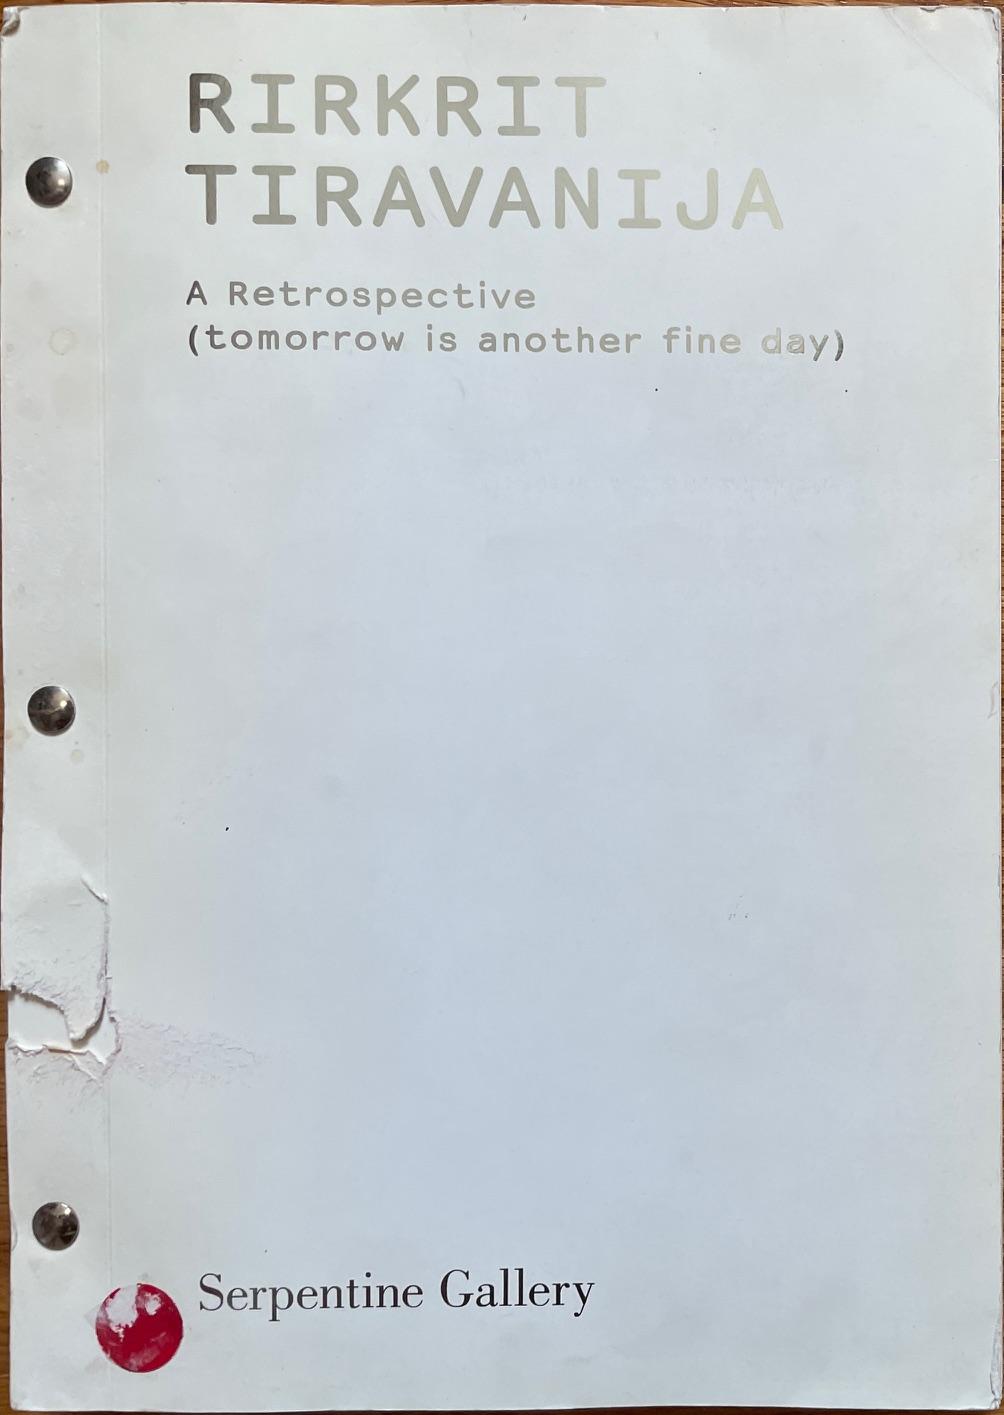 RIRKRIT
TIRAVANIJA
A Retrospective
(tomorrow is another fine day)
Serpentine Gallery